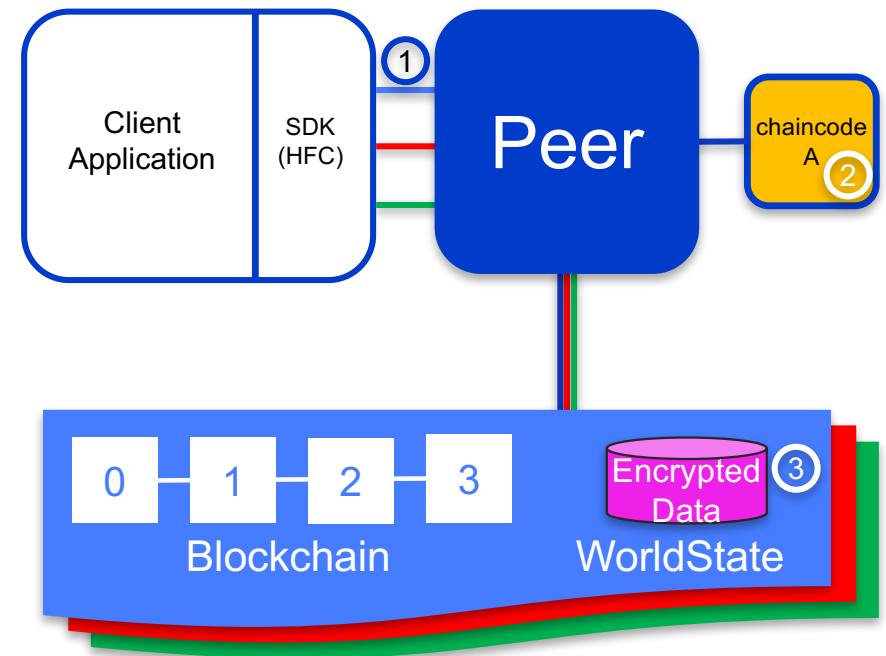 1
Client
Application
SDK
(HFC)
Peer
chaincode
A
2
0
1
2
3
Encrypted
Data
3
Blockchain
WorldState